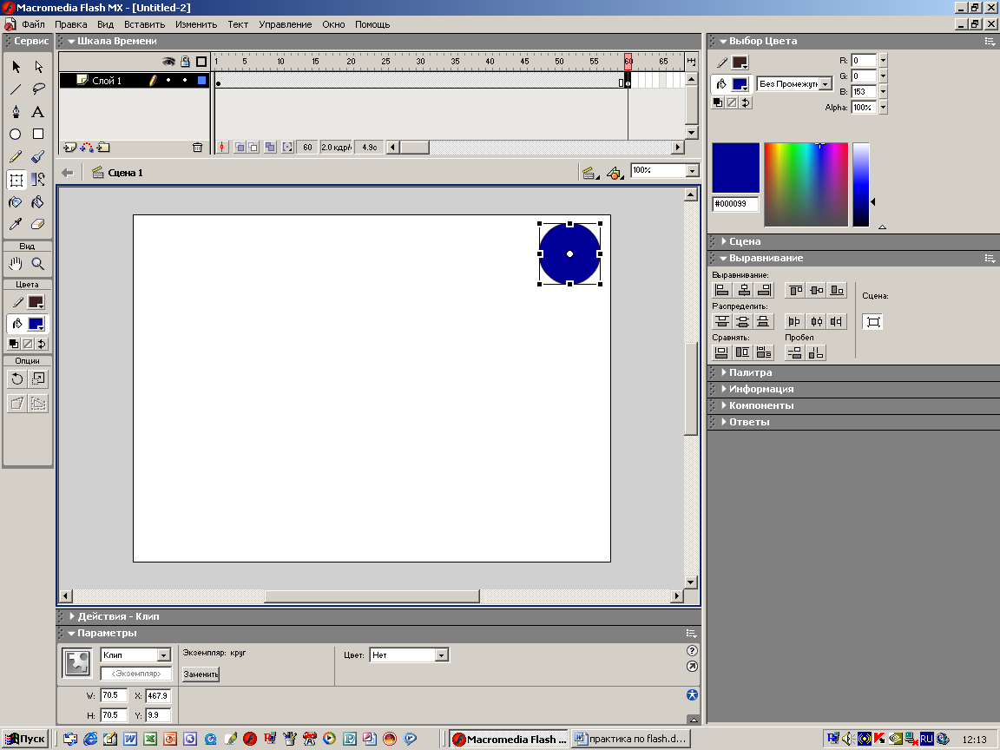 Macromedia Flash MX - [Untitled-2]
Файл Правка Вид Вставить Изменить Тект Управление Окно Помощь
Сервис
Шкала Времени
1 5 10 15 20 25 30 35 40 45 50 55 60 65
Слой 1
60 2.0 кдр/ 4.9с
Сцена 1
100%
Вид
Цвета
Опции
Выбор Цвета
R: 0
Без Промежутк
G: 0
B: 153
Alpha: 100%
#000099
Сцена
Выравнивание
Выравнивание:
Сцена:
Распределить:
Сравнять:
Пробел
Палитра
Информация
Компоненты
Ответы
Действия - Клип
Параметры
Клип
Экземпляр: круг
Цвет: Нет
<Экземпляр>
Заменить
W: 70.5 X: 467.9
H: 70.5 Y: 9.9
Пуск
Macromedia Flash ...
практика по flash.d...
RU
12:13